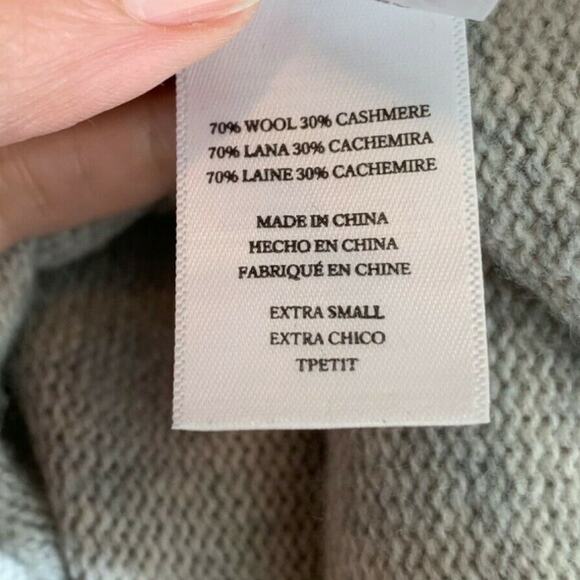 70% WOOL 30% CASHMERE
70% LANA 30% CACHEMIRA
70% LAINE 30% CACHEMIRE
MADE IN CHINA
HECHO EN CHINA
FABRIQUÉ EN CHINE
EXTRA SMALL
EXTRA CHICO
TPETIT